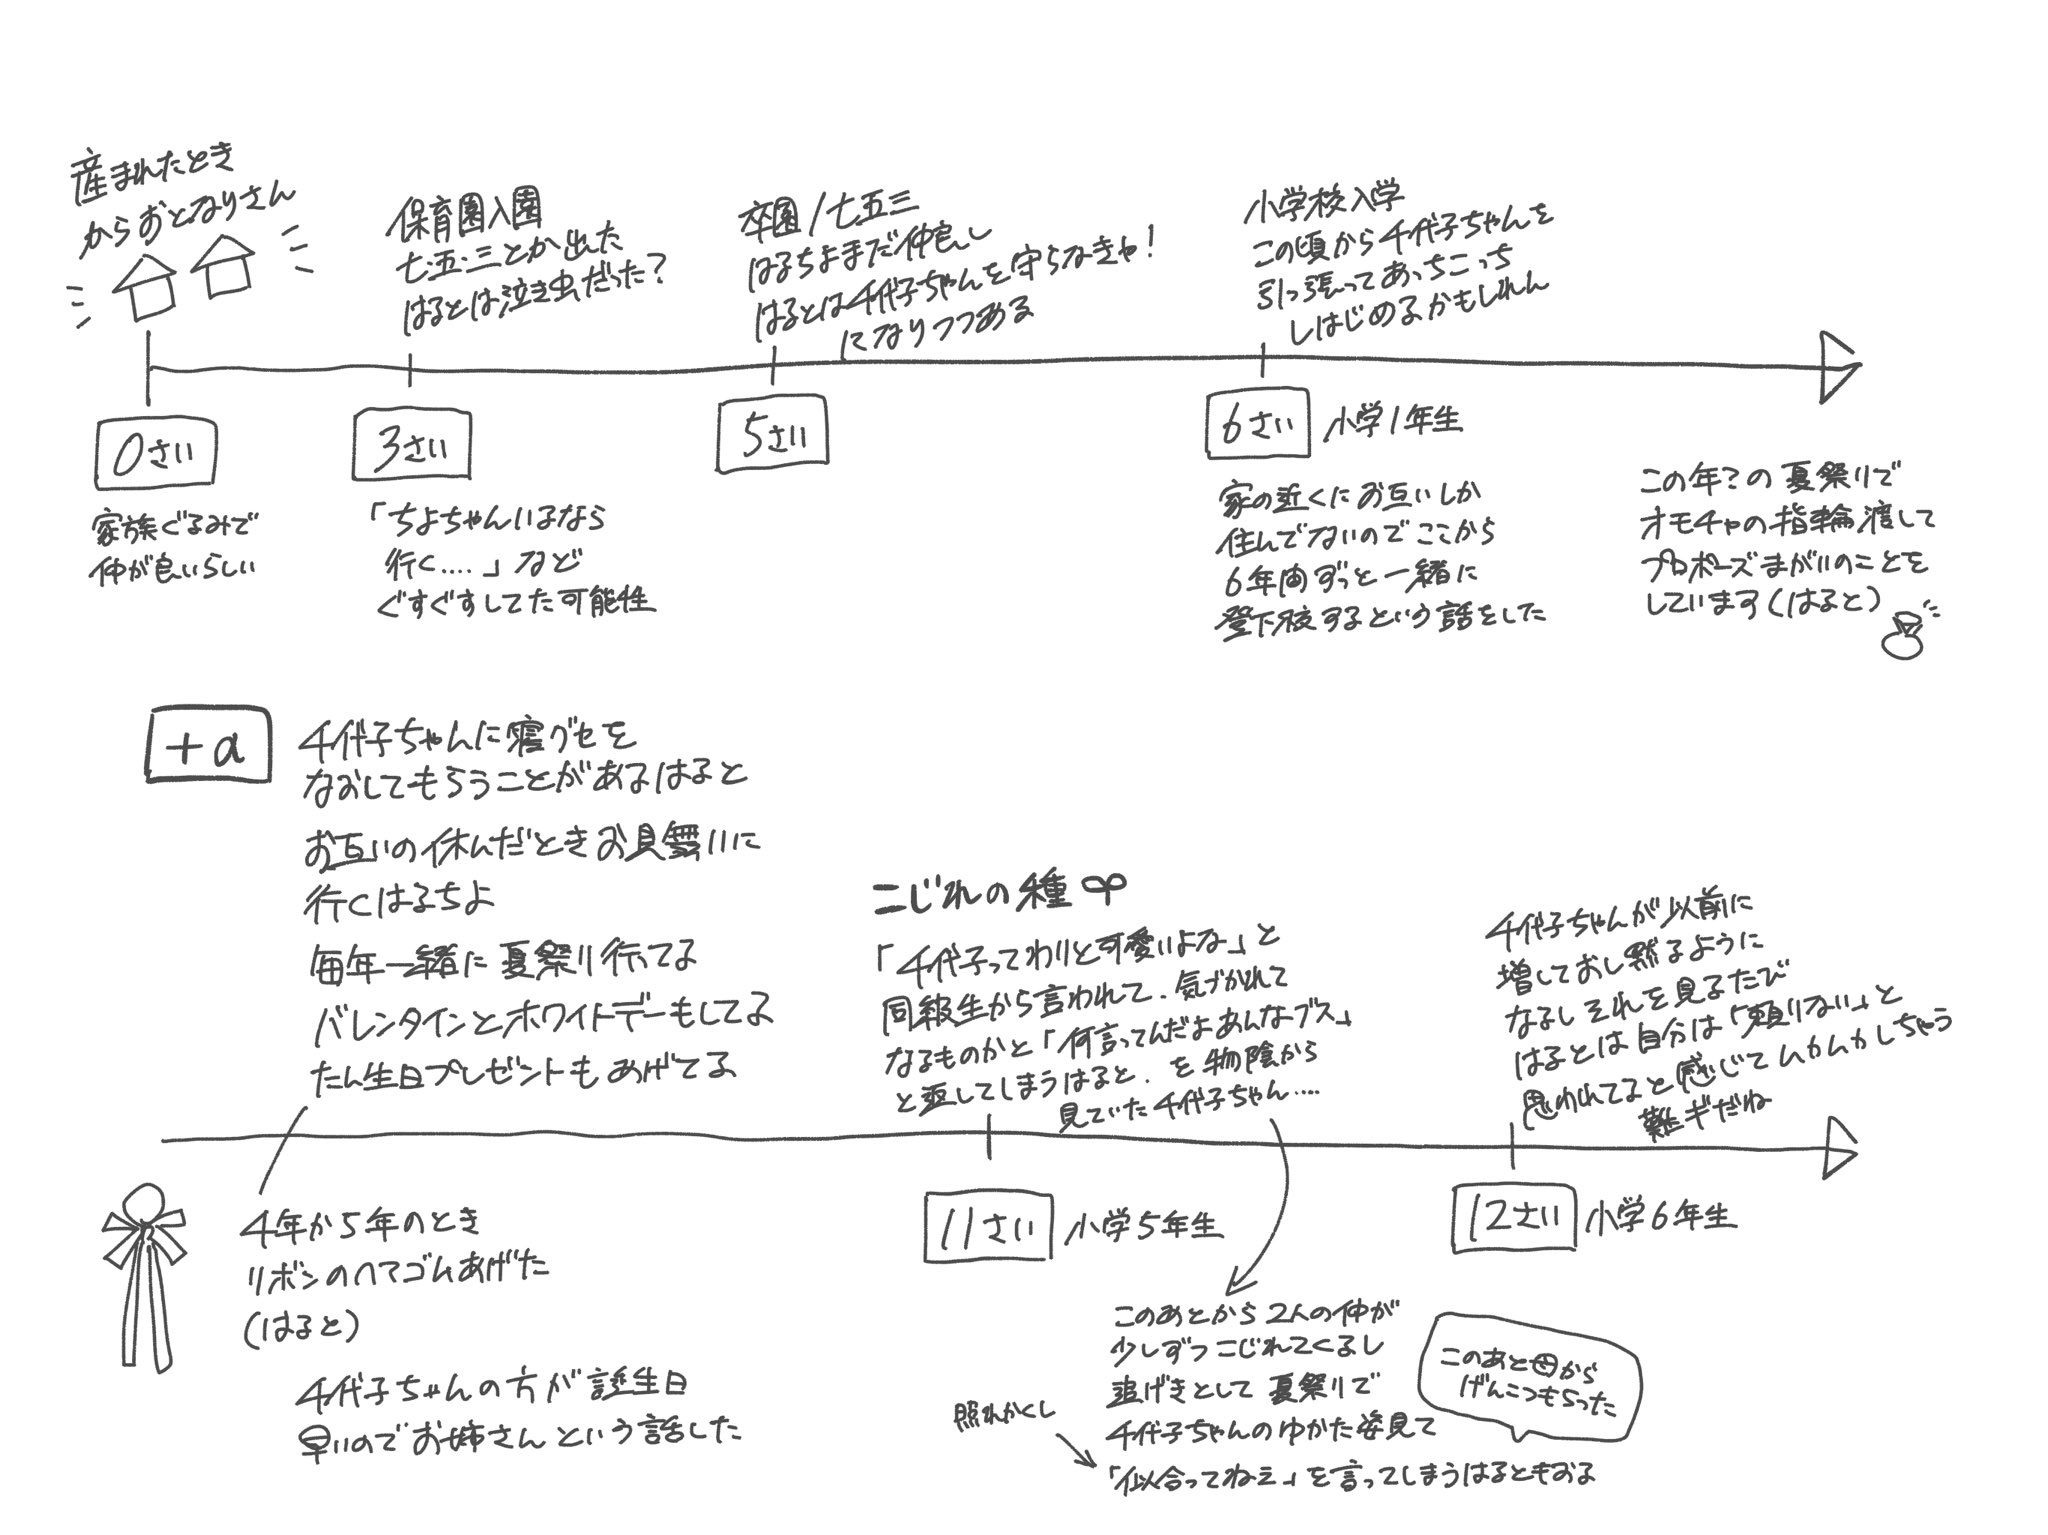 産まれたとき
からおとなりさん
0さい
家族ぐるみで
仲が良いらしい
保育園入園
七・五・三とか出た
はるとは泣き虫だった?
3さい
「ちよちゃんいるなら
行く....」など
ぐすぐすしてた可能性
卒園/七五三
はるちよまだ仲良し
はるとは千代子ちゃんを守らなきゃ!
になりつつある
5さい
小学校入学
この頃から千代子ちゃんを
引っ張ってあっちこっち
しはじめるかもしれん
6さい 小学1年生
家の近くにお互いしか
住んでないのでここから
6年間ずっと一緒に
登下校するという話をした
この年?の夏祭りで
オモチャの指輪渡して
プロポーズまがいのことを
しています(はると)
+α
千代子ちゃんに寝グセを
なおしてもらうことがあるはると
お互いの休んだときお見舞いに
行くはるちよ
毎年一緒に夏祭り行ってる
バレンタインとホワイトデーもしてる
たん生日プレゼントもあげてる
4年か5年のとき
リボンのヘアゴムあげた
(はると)
千代子ちゃんの方が誕生日
早いのでお姉さんという話した
こじれの種
「千代子ってわりと可愛いよな」と
同級生から言われて、気づかれて
なるものかと「何言ってんだよあんなブス」
と返してしまうはると、を物陰から
見ていた千代子ちゃん....
11さい 小学5年生
このあとから2人の仲が
少しずつこじれてくるし
追げきとして夏祭りで
千代子ちゃんのゆかた姿見て
「似合ってねえ」を言ってしまうはるともおる
照れかくし
このあと母から
げんこつもらった
千代子ちゃんが以前に
増しておし黙るように
なるしそれを見るたび
はるとは自分は「頼りない」と
思われてると感じてムカムカしちゃう
難ギだね
12さい 小学6年生